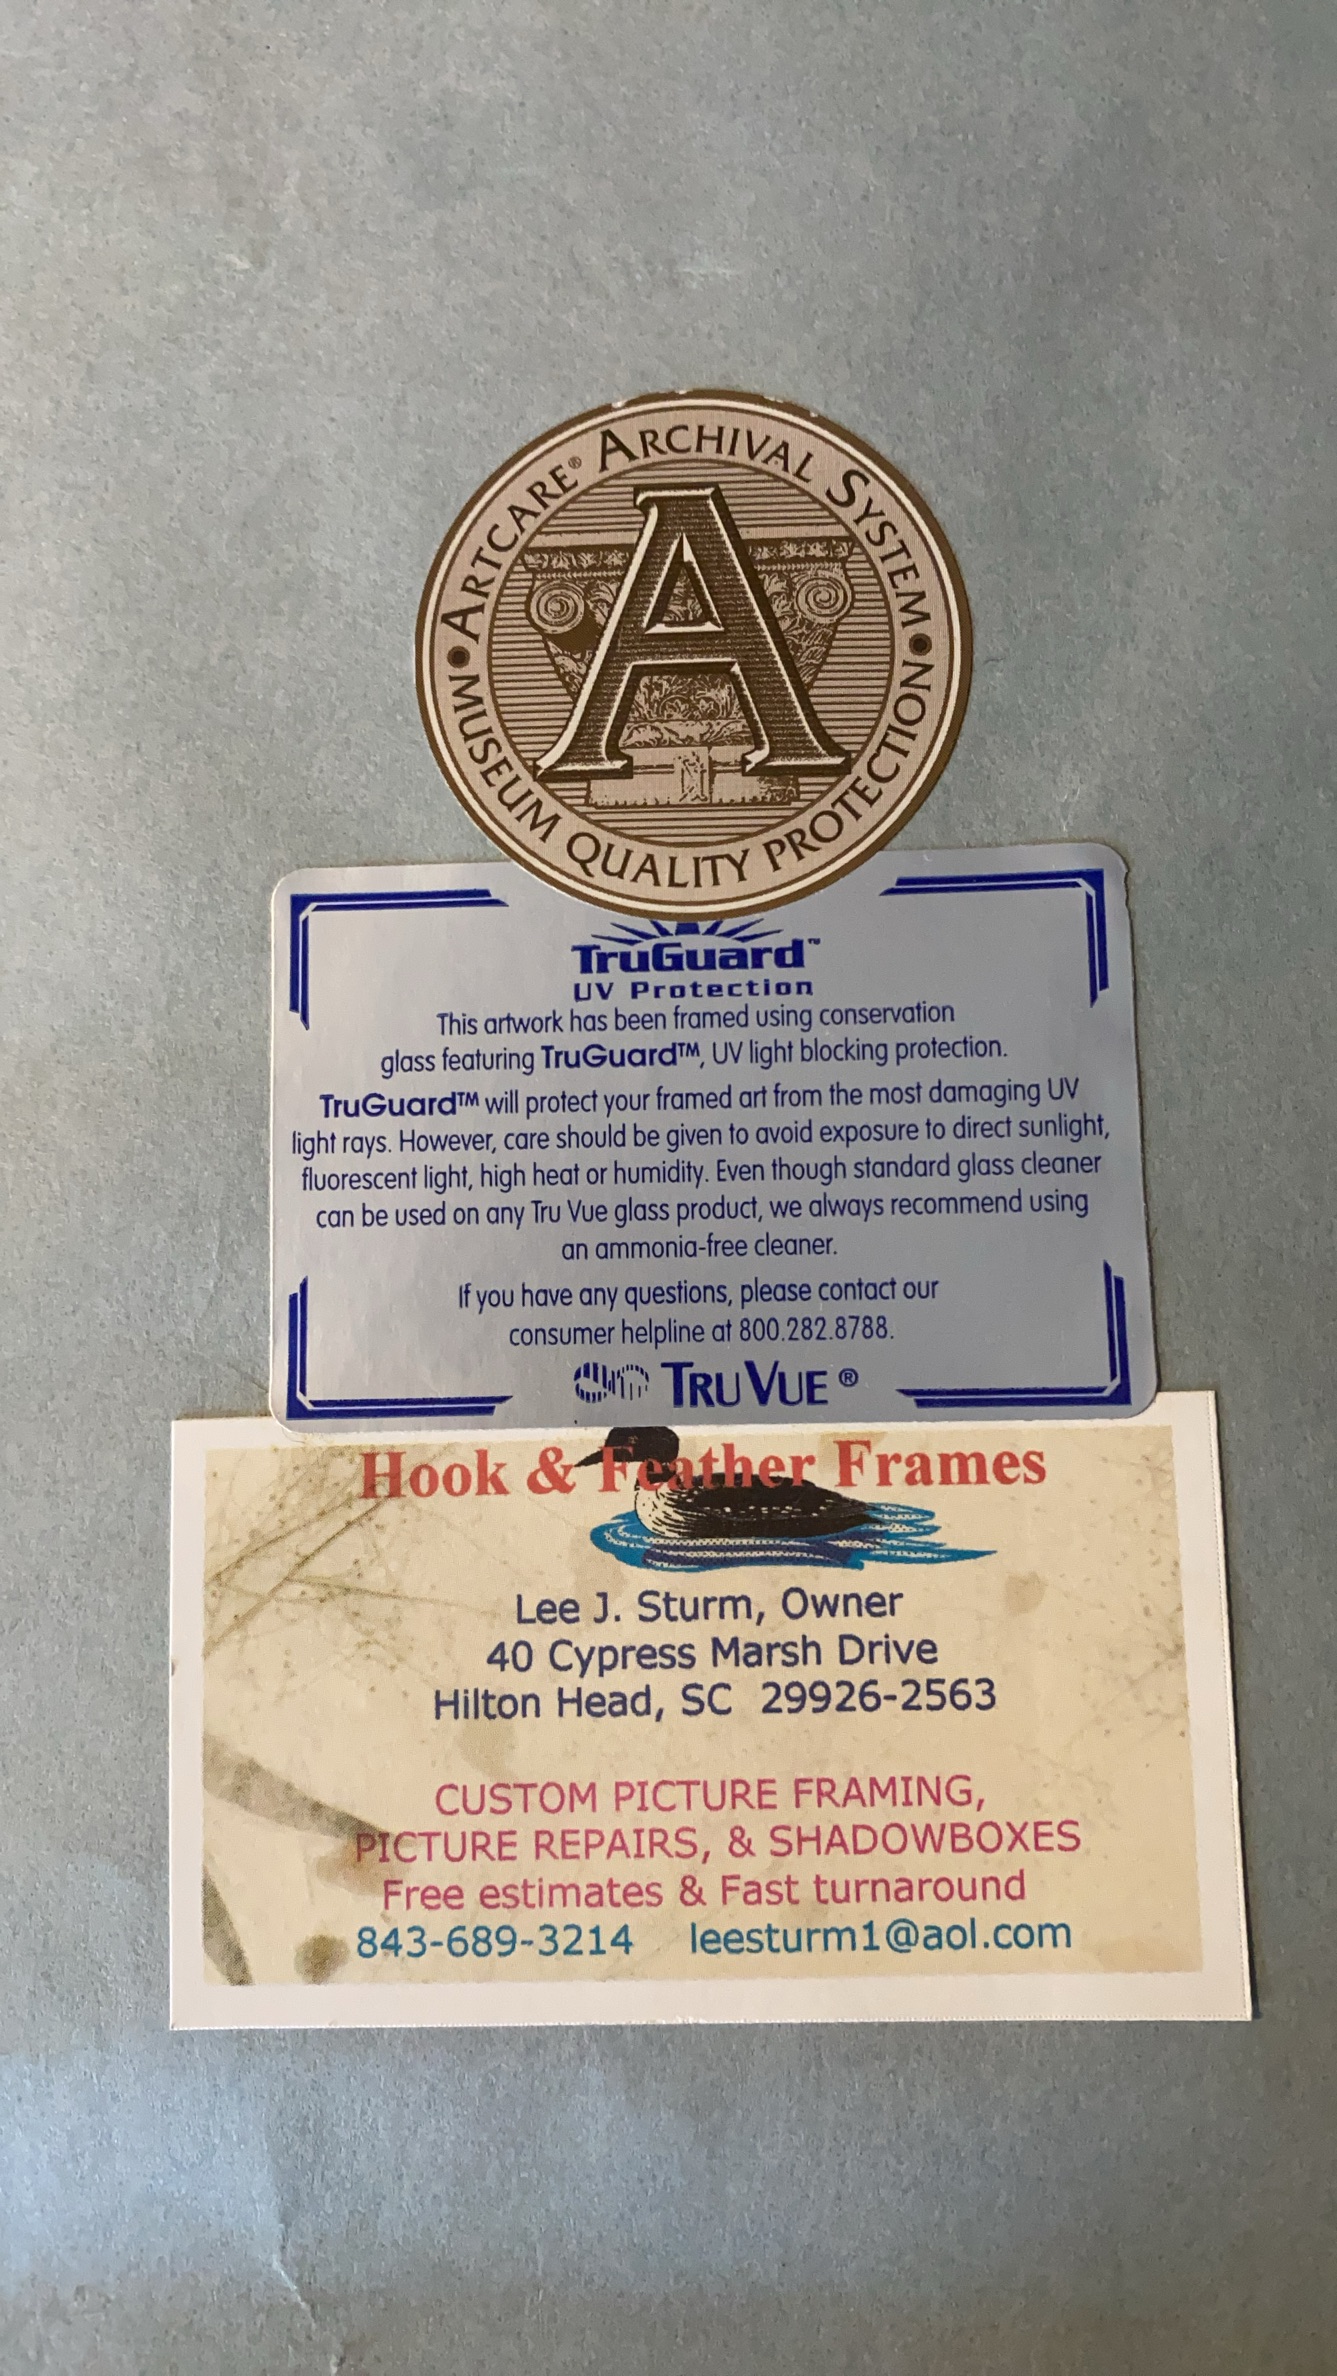 ARTCARE® ARCHIVAL SYSTEM
MUSEUM QUALITY PROTECTION
A
TruGuard™
UV Protection
This artwork has been framed using conservation
glass featuring TruGuard™, UV light blocking protection.
TruGuard™ will protect your framed art from the most damaging UV
light rays. However, care should be given to avoid exposure to direct sunlight,
fluorescent light, high heat or humidity. Even though standard glass cleaner
can be used on any Tru Vue glass product, we always recommend using
an ammonia-free cleaner.
If you have any questions, please contact our
consumer helpline at 800.282.8788.
TRU VUE ®
Hook & Feather Frames
Lee J. Sturm, Owner
40 Cypress Marsh Drive
Hilton Head, SC 29926-2563
CUSTOM PICTURE FRAMING,
PICTURE REPAIRS, & SHADOWBOXES
Free estimates & Fast turnaround
843-689-3214 leesturm1@aol.com